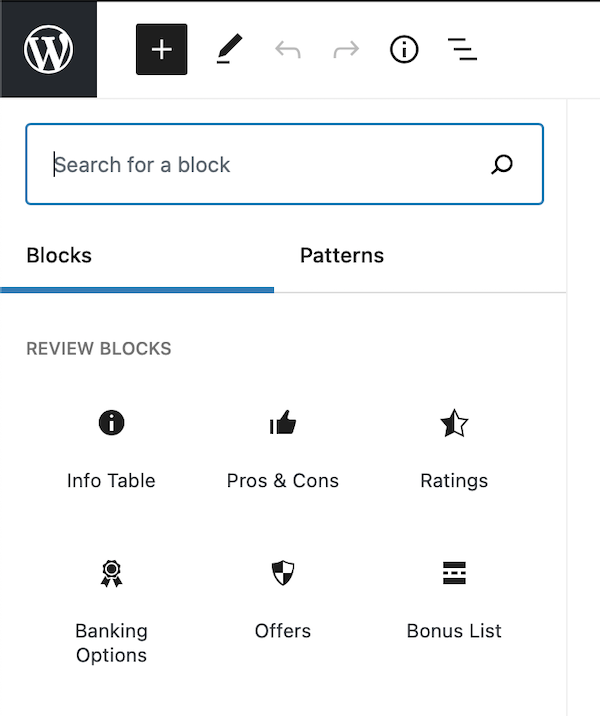 Search for a block
Blocks Patterns
REVIEW BLOCKS
Info Table Pros & Cons Ratings
Banking Options Offers Bonus List